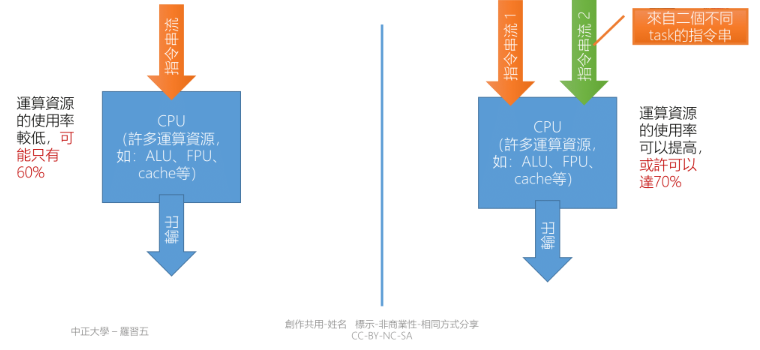 指令串流
運算資源
的使用率
較低，可
能只有
60%
CPU
（許多運算資源，
如：ALU、FPU、
cache等）
輸出
指令串流 1
指令串流 2
來自二個不同
task的指令串
CPU
（許多運算資源，
如：ALU、FPU、
cache等）
輸出
運算資源
的使用率
可以提高，
或許可以
達70%
中正大學 – 羅習五
創作共用-姓名 標示-非商業性-相同方式分享
CC-BY-NC-SA